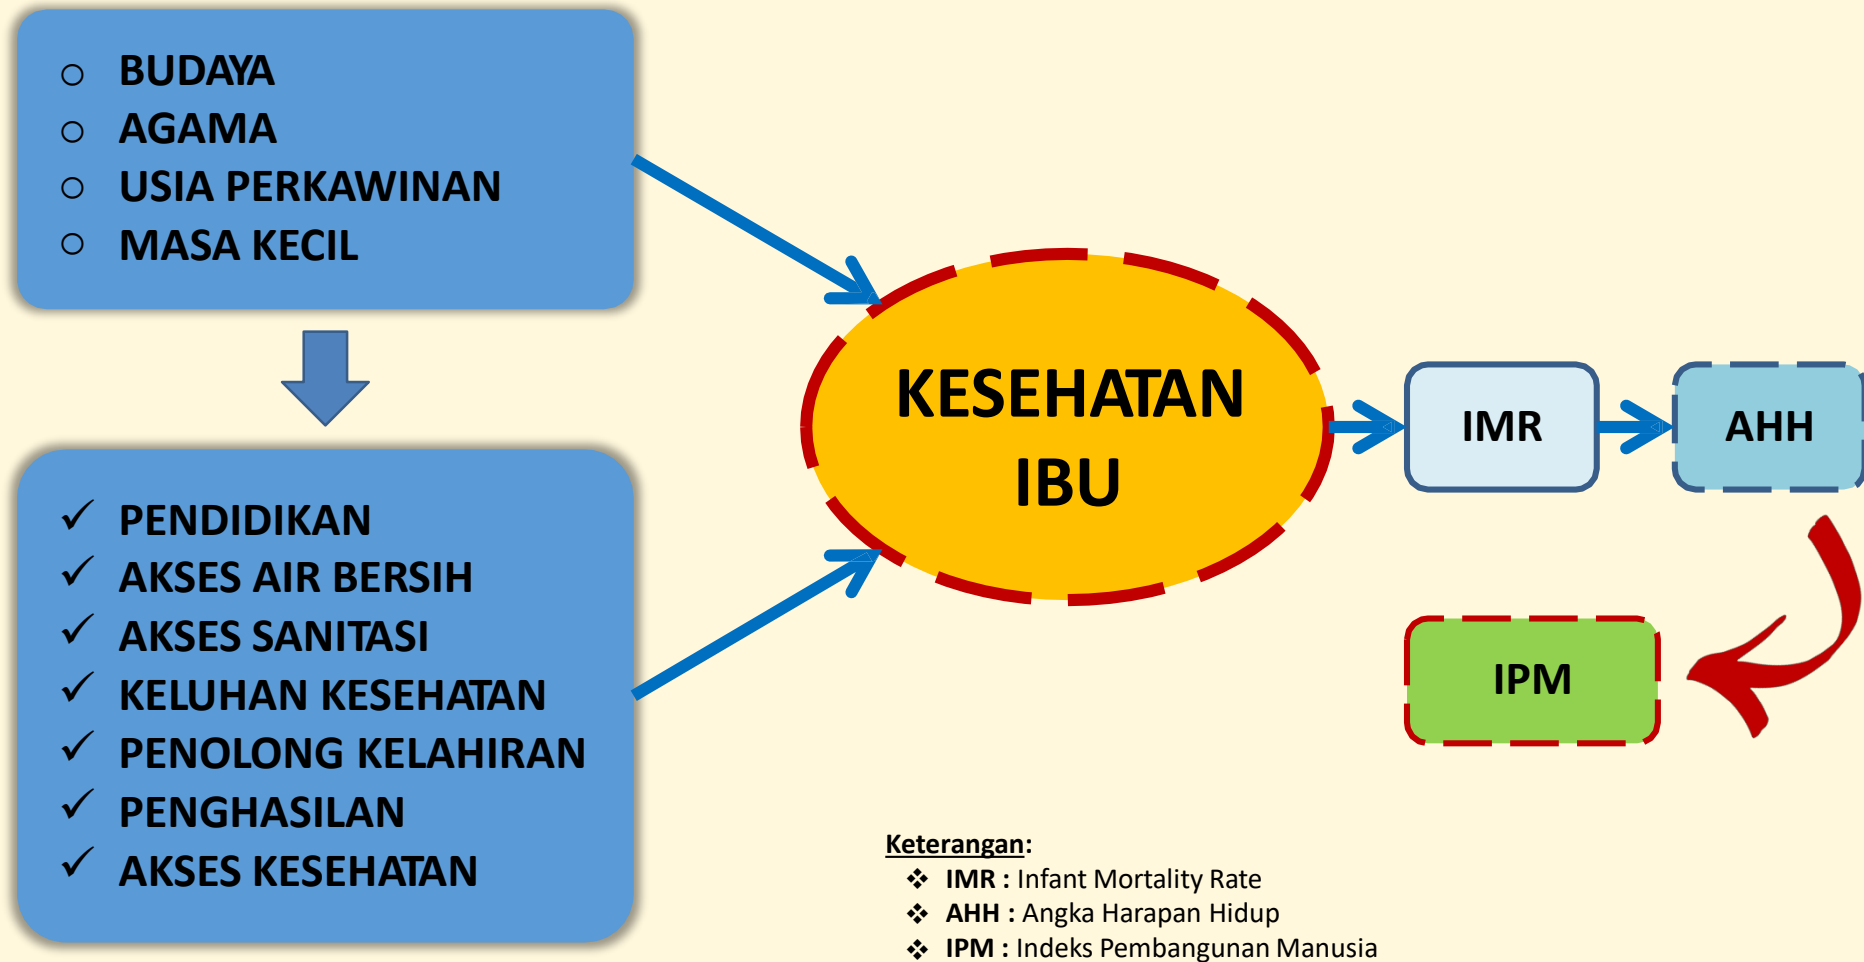 ○ BUDAYA
○ AGAMA
○ USIA PERKAWINAN
○ MASA KECIL
✓ PENDIDIKAN
✓ AKSES AIR BERSIH
✓ AKSES SANITASI
✓ KELUHAN KESEHATAN
✓ PENOLONG KELAHIRAN
✓ PENGHASILAN
✓ AKSES KESEHATAN
KESEHATAN
IBU
IMR
AHH
IPM
Keterangan:
❖ IMR : Infant Mortality Rate
❖ AHH : Angka Harapan Hidup
❖ IPM : Indeks Pembangunan Manusia